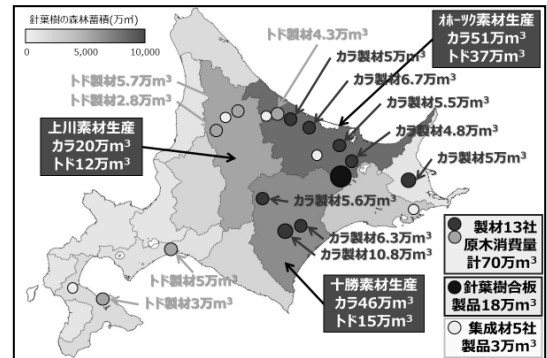 針葉樹の森林蓄積(万㎥)
0 5,000 10,000
トド製材4.3万m³
カラ製材5万m³
カラ製材6.7万m³
オホーツク素材生産
カラ51万m³
トド37万m³
トド製材5.7万m³
トド製材2.8万m³
カラ製材5.5万m³
カラ製材4.8万m³
上川素材生産
カラ20万m³
トド12万m³
カラ製材5万m³
カラ製材5.6万m³
カラ製材6.3万m³
カラ製材10.8万m³
トド製材5万m³
トド製材3万m³
十勝素材生産
カラ46万m³
トド15万m³
製材13社
原木消費量
計70万m³
針葉樹合板
製品18万m³
集成材5社
製品3万m³